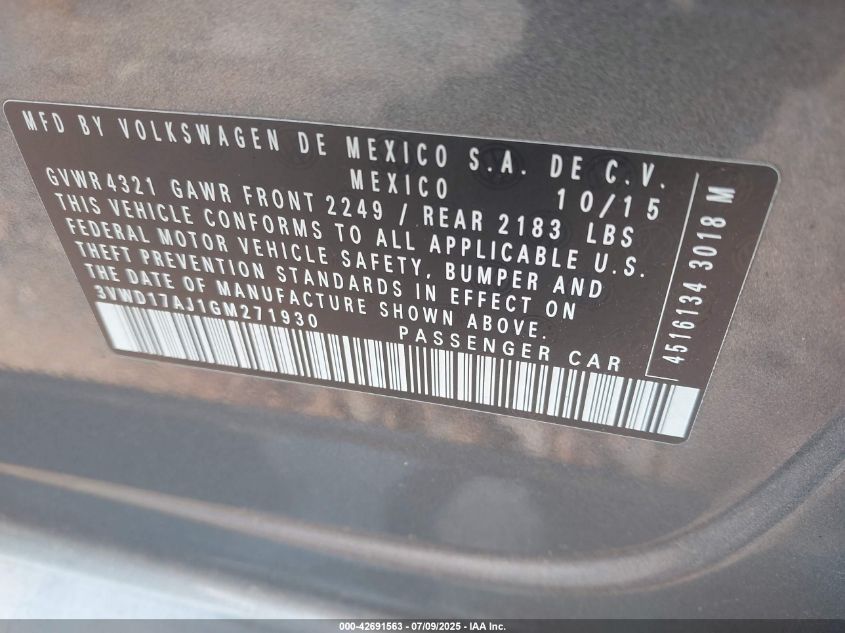 MFD BY VOLKSWAGEN DE MEXICO S.A. DE C.V.
MEXICO 10/15
GVWR 4321 GAWR FRONT 2249 / REAR 2183 LBS
THIS VEHICLE CONFORMS TO ALL APPLICABLE U.S.
FEDERAL MOTOR VEHICLE SAFETY, BUMPER AND
THEFT PREVENTION STANDARDS IN EFFECT ON
THE DATE OF MANUFACTURE SHOWN ABOVE.
3VWD17AJ1GM271930 PASSENGER CAR
4516134 3018 M
000-42691563 - 07/09/2025 - IAA Inc.